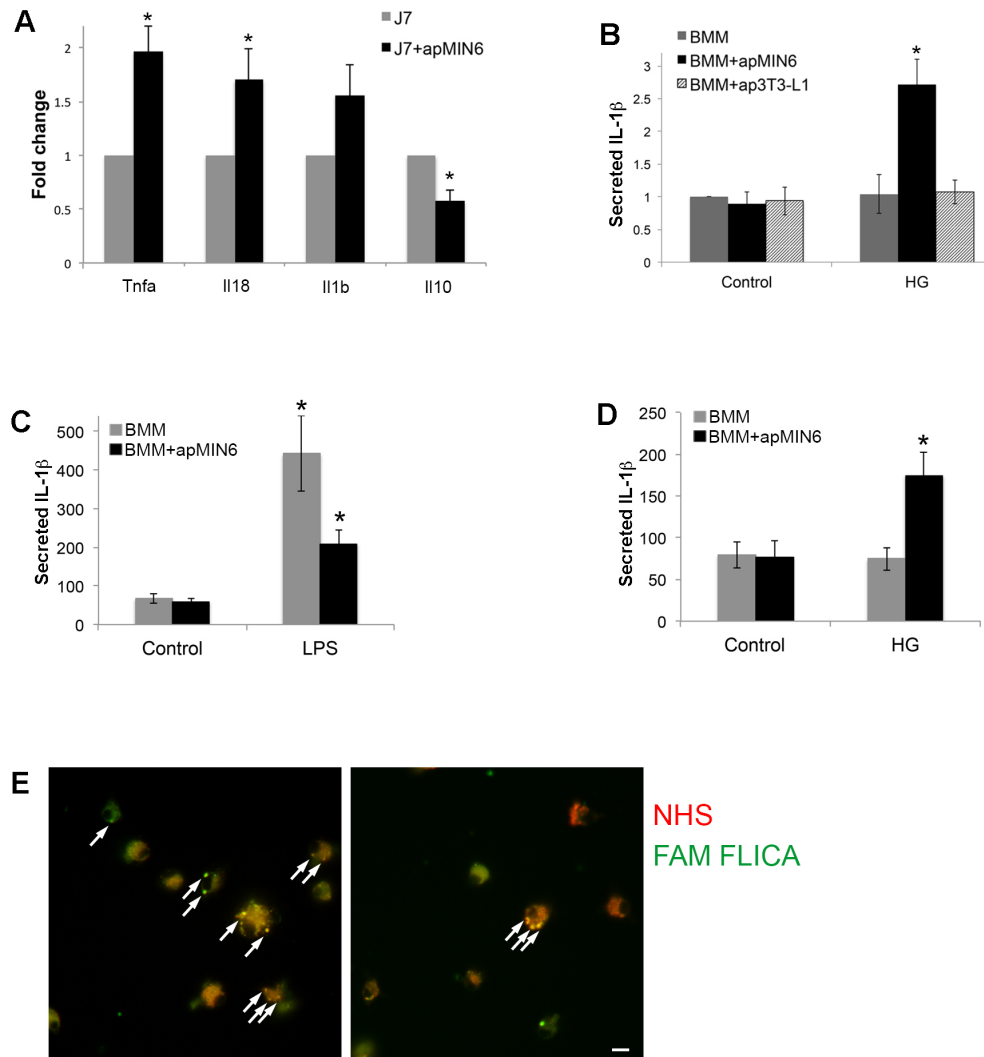 A
J7
J7+apMIN6
Fold change
2
1.5
1
0.5
0
*
*
*
Tnfa Il18 Il1b Il10
B
BMM
BMM+apMIN6
BMM+ap3T3-L1
Secreted IL-1β
3
2.5
2
1.5
1
0.5
0
*
Control HG
C
BMM
BMM+apMIN6
Secreted IL-1β
500
400
300
200
100
0
*
*
Control LPS
D
BMM
BMM+apMIN6
Secreted IL-1β
250
200
150
100
50
0
*
Control HG
E
NHS
FAM FLICA